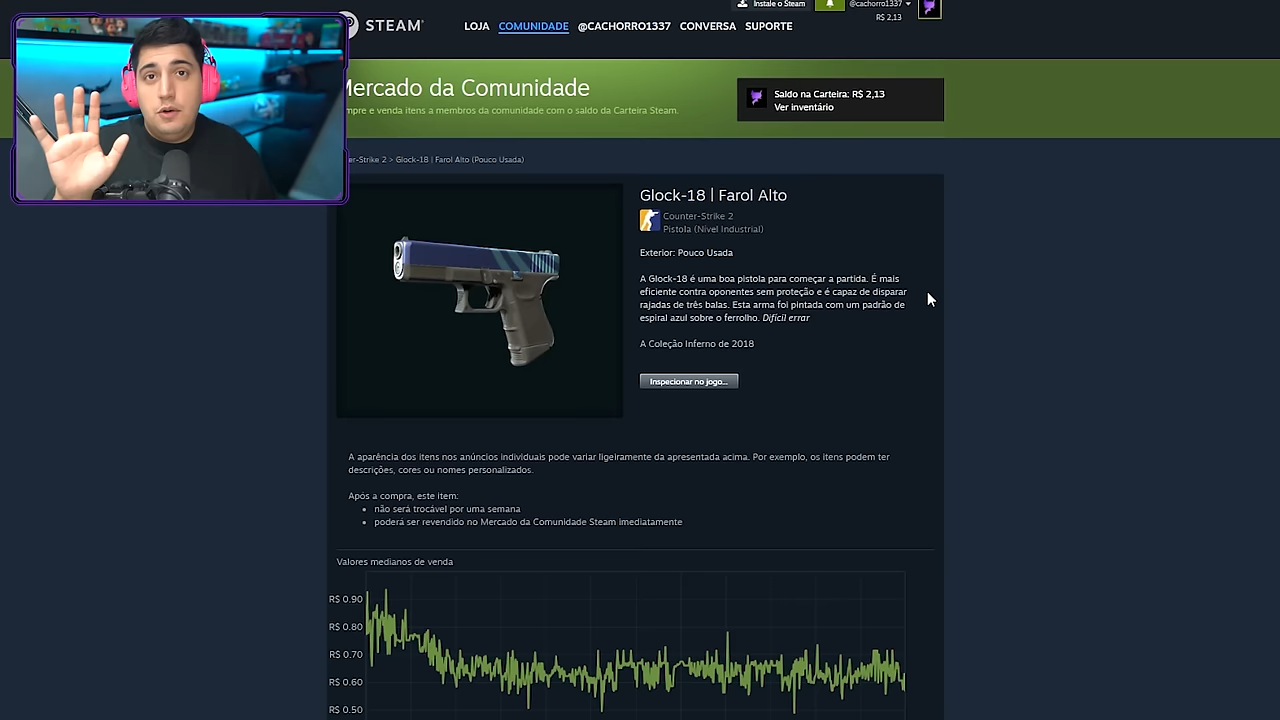 STEAM®
LOJA COMUNIDADE @CACHORRO1337 CONVERSA SUPORTE
Instale o Steam
@cachorro1337
R$ 2,13
Mercado da Comunidade
mpre e venda itens a membros da comunidade com o saldo da Carteira Steam.
Saldo na Carteira: R$ 2,13
Ver inventário
er-Strike 2 > Glock-18 | Farol Alto (Pouco Usada)
Glock-18 | Farol Alto
Counter-Strike 2
Pistola (Nível Industrial)
Exterior: Pouco Usada
A Glock-18 é uma boa pistola para começar a partida. É mais
eficiente contra oponentes sem proteção e é capaz de disparar
rajadas de três balas. Esta arma foi pintada com um padrão de
espiral azul sobre o ferrolho. Difícil errar
A Coleção Inferno de 2018
Inspecionar no jogo...
A aparência dos itens nos anúncios individuais pode variar ligeiramente da apresentada acima. Por exemplo, os itens podem ter
descrições, cores ou nomes personalizados.
Após a compra, este item:
• não será trocável por uma semana
• poderá ser revendido no Mercado da Comunidade Steam imediatamente
Valores medianos de venda
R$ 0.90
R$ 0.80
R$ 0.70
R$ 0.60
R$ 0.50